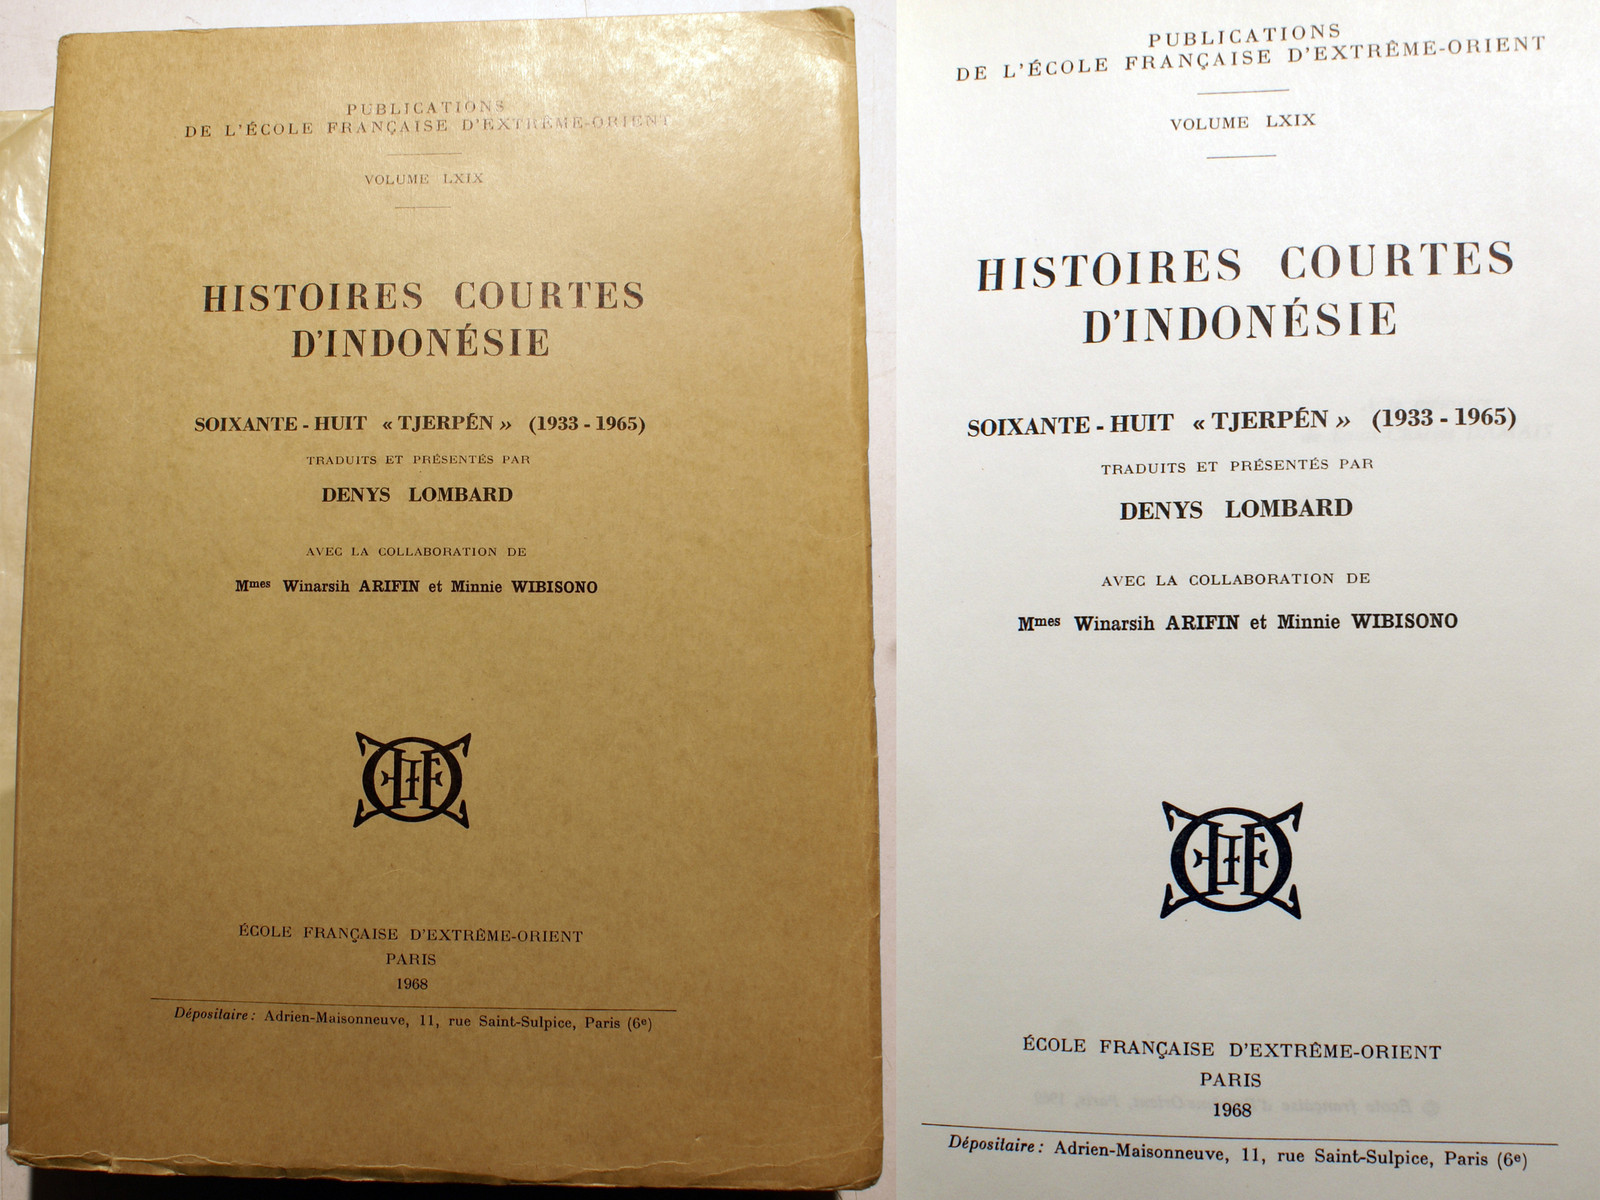 PUBLICATIONS
DE L'ÉCOLE FRANÇAISE D'EXTRÊME-ORIENT
VOLUME LXIX
HISTOIRES COURTES
D'INDONÉSIE
SOIXANTE-HUIT « TJERPÉN » (1933-1965)
TRADUITS ET PRÉSENTÉS PAR
DENYS LOMBARD
AVEC LA COLLABORATION DE
Mmes Winarsih ARIFIN et Minnie WIBISONO
ÉCOLE FRANÇAISE D'EXTRÊME-ORIENT
PARIS
1968
Dépositaire : Adrien-Maisonneuve, 11, rue Saint-Sulpice, Paris (6e)
PUBLICATIONS
DE L'ÉCOLE FRANÇAISE D'EXTRÊME-ORIENT
VOLUME LXIX
HISTOIRES COURTES
D'INDONÉSIE
SOIXANTE-HUIT « TJERPÉN » (1933-1965)
TRADUITS ET PRÉSENTÉS PAR
DENYS LOMBARD
AVEC LA COLLABORATION DE
Mmes Winarsih ARIFIN et Minnie WIBISONO
ÉCOLE FRANÇAISE D'EXTRÊME-ORIENT
PARIS
1968
Dépositaire : Adrien-Maisonneuve, 11, rue Saint-Sulpice, Paris (6e)